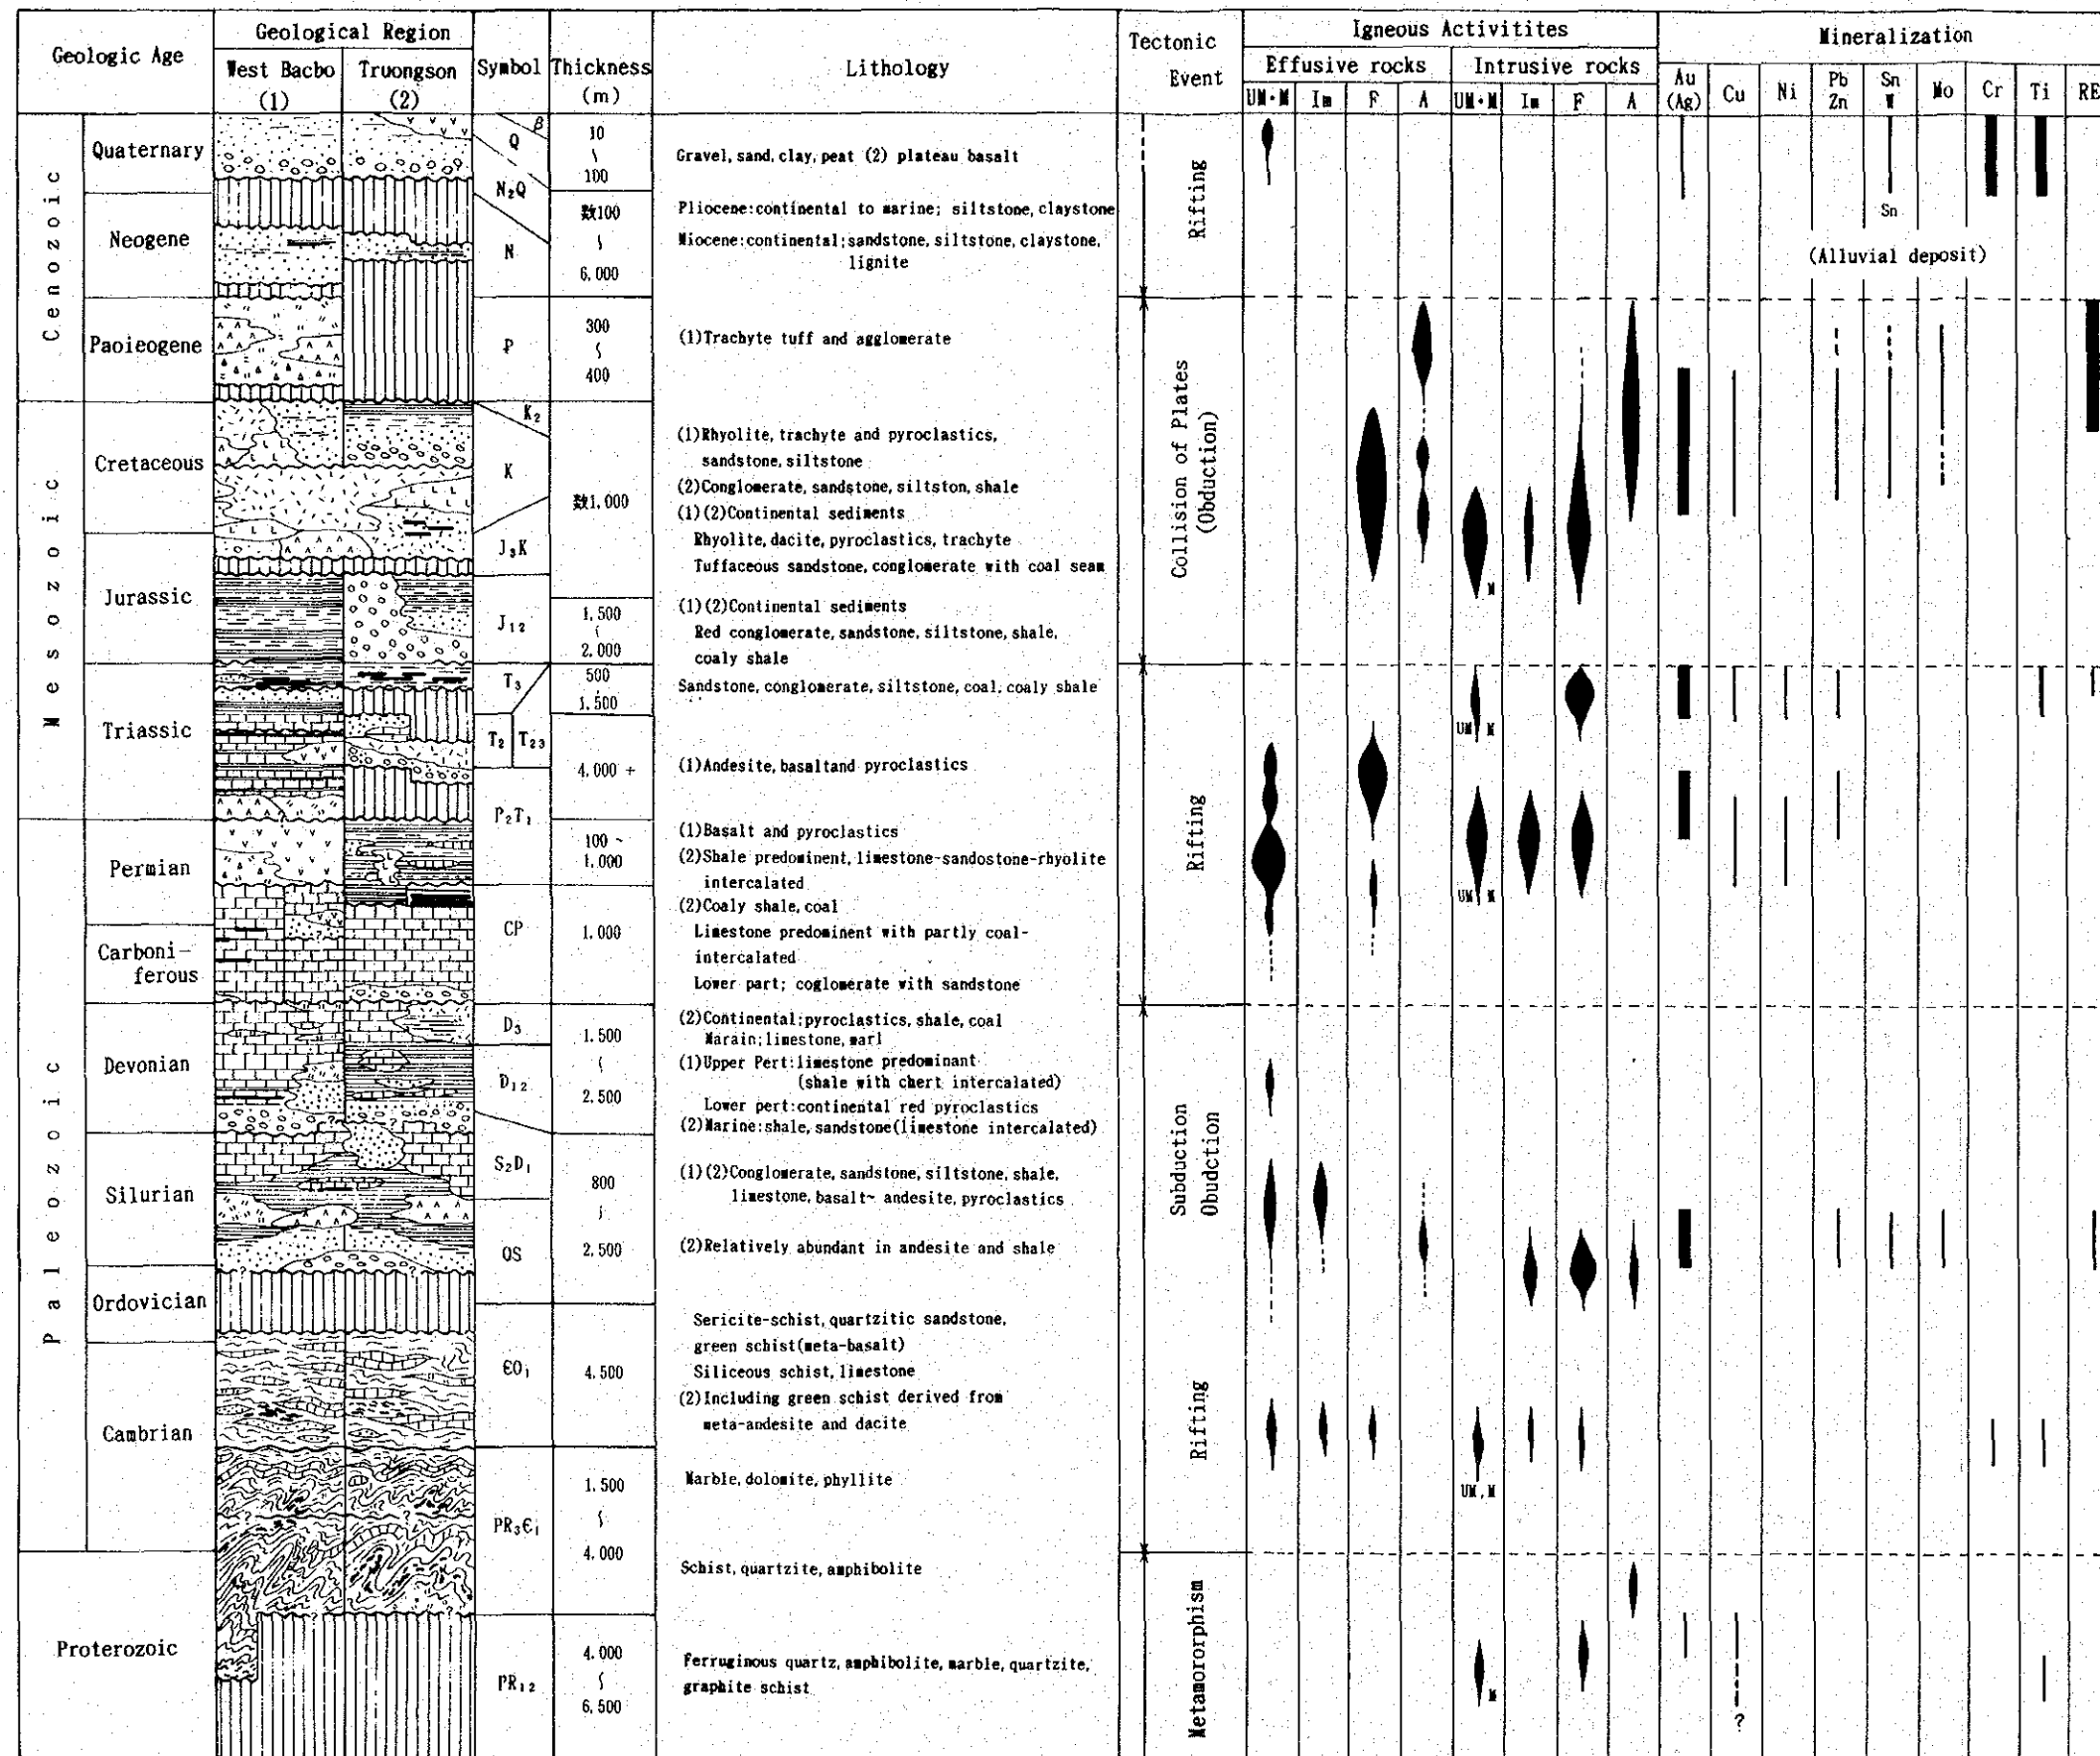 Geologic Age
Geological Region
West Bacbo
(1)
Truongson
(2)
Symbol
Thickness
(m)
Lithology
Tectonic
Event
Igneous Activitites
Effusive rocks
Intrusive rocks
UM·M Im F A UM·M Im F A
Mineralization
Au
(Ag)
Cu
Ni
Pb
Zn
Sn
W
Mo
Cr
Ti
RE
Cenozoic
Mesozoic
Paleozoic
Quaternary
Neogene
Paoieogene
Cretaceous
Jurassic
Triassic
Permian
Carboni-
ferous
Devonian
Silurian
Ordovician
Cambrian
Proterozoic
β
Q
N₂Q
N
P
K₂
K
J₃K
J₁₂
T₃
T₂ T₂₃
P₂T₁
CP
D₃
D₁₂
S₂D₁
OS
ЄO₁
PR₃Є₁
PR₁₂
10
~
100
数100
~
6,000
300
~
400
数1,000
1,500
~
2,000
500
~
1,500
4,000 +
100 ~
1,000
1,000
1,500
~
2,500
800
~
2,500
4,500
1,500
~
4,000
4,000
~
6,500
Gravel, sand, clay, peat (2) plateau basalt
Pliocene:continental to marine; siltstone, claystone
Miocene:continental;sandstone, siltstone, claystone,
lignite
(1)Trachyte tuff and agglomerate
(1)Rhyolite, trachyte and pyroclastics,
sandstone, siltstone
(2)Conglomerate, sandstone, siltston, shale
(1)(2)Continental sediments
Rhyolite, dacite, pyroclastics, trachyte
Tuffaceous sandstone, conglomerate with coal seam
(1)(2)Continental sediments
Red conglomerate, sandstone, siltstone, shale,
coaly shale
Sandstone, conglomerate, siltstone, coal, coaly shale
(1)Andesite, basaltand pyroclastics
(1)Basalt and pyroclastics
(2)Shale predominent, limestone-sandostone-rhyolite
intercalated
(2)Coaly shale, coal
Limestone predominent with partly coal-
intercalated
Lower part; coglomerate with sandstone
(2)Continental;pyroclastics, shale, coal
Marain;limestone, marl
(1)Upper Pert:limestone predominant
(shale with chert intercalated)
Lower pert:continental red pyroclastics
(2)Marine:shale, sandstone(limestone intercalated)
(1)(2)Conglomerate, sandstone, siltstone, shale,
limestone, basalt~ andesite, pyroclastics
(2)Relatively abundant in andesite and shale
Sericite-schist, quartzitic sandstone,
green schist(meta-basalt)
Siliceous schist, limestone
(2)Including green schist derived from
meta-andesite and dacite
Marble, dolomite, phyllite
Schist, quartzite, amphibolite
Ferruginous quartz, amphibolite, marble, quartzite,
graphite schist
Rifting
Collision of Plates
(Obduction)
Rifting
Subduction
Obudction
Rifting
Metamorophism
M
UM M
UM M
UM, M
M
Sn
(Alluvial deposit)
?